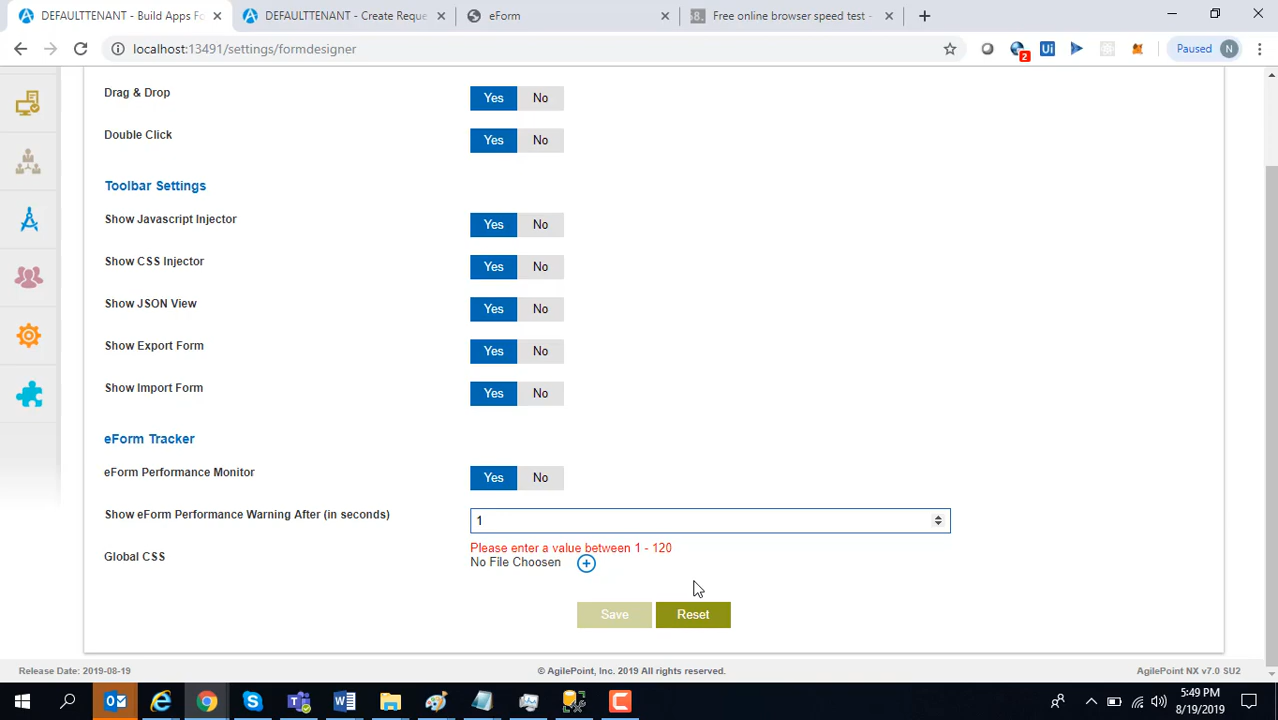 DEFAULTTENANT - Build Apps Fo
DEFAULTTENANT - Create Reque
eForm
Free online browser speed test -
localhost:13491/settings/formdesigner
2
Ui
Paused
N
Drag & Drop
Yes No
Double Click
Yes No
Toolbar Settings
Show Javascript Injector
Yes No
Show CSS Injector
Yes No
Show JSON View
Yes No
Show Export Form
Yes No
Show Import Form
Yes No
eForm Tracker
eForm Performance Monitor
Yes No
Show eForm Performance Warning After (in seconds)
1
Please enter a value between 1 - 120
Global CSS
No File Choosen
Save Reset
Release Date: 2019-08-19
© AgilePoint, Inc. 2019 All rights reserved.
AgilePoint NX v7.0 SU2
5:49 PM
8/19/2019